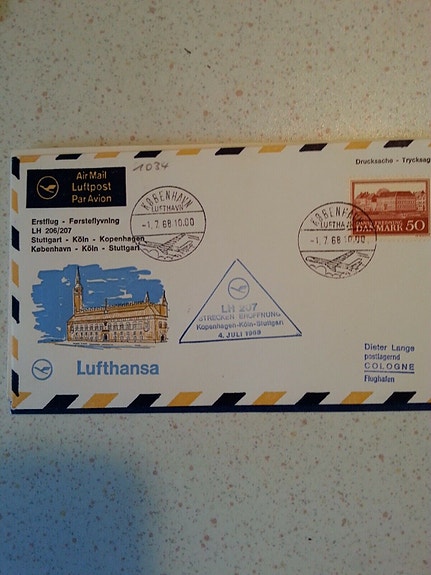 Air Mail
Luftpost
Par Avion
1034
Drucksache - Tryksag
Erstflug - Førsteflyvning
LH 206/207
Stuttgart - Köln - Kopenhagen
København - Köln - Stuttgart
KØBENHAVN
LUFTHAVN
-1.7.68 10.00
KØBENHAVN
LUFTHAVN
-1.7.68 10.00
DANMARK 50
LH 207
STRECKEN ERÖFFNUNG
Kopenhagen-Köln-Stuttgart
4. JULI 1968
Lufthansa
Dieter Lange
postlagernd
COLOGNE
Flughafen